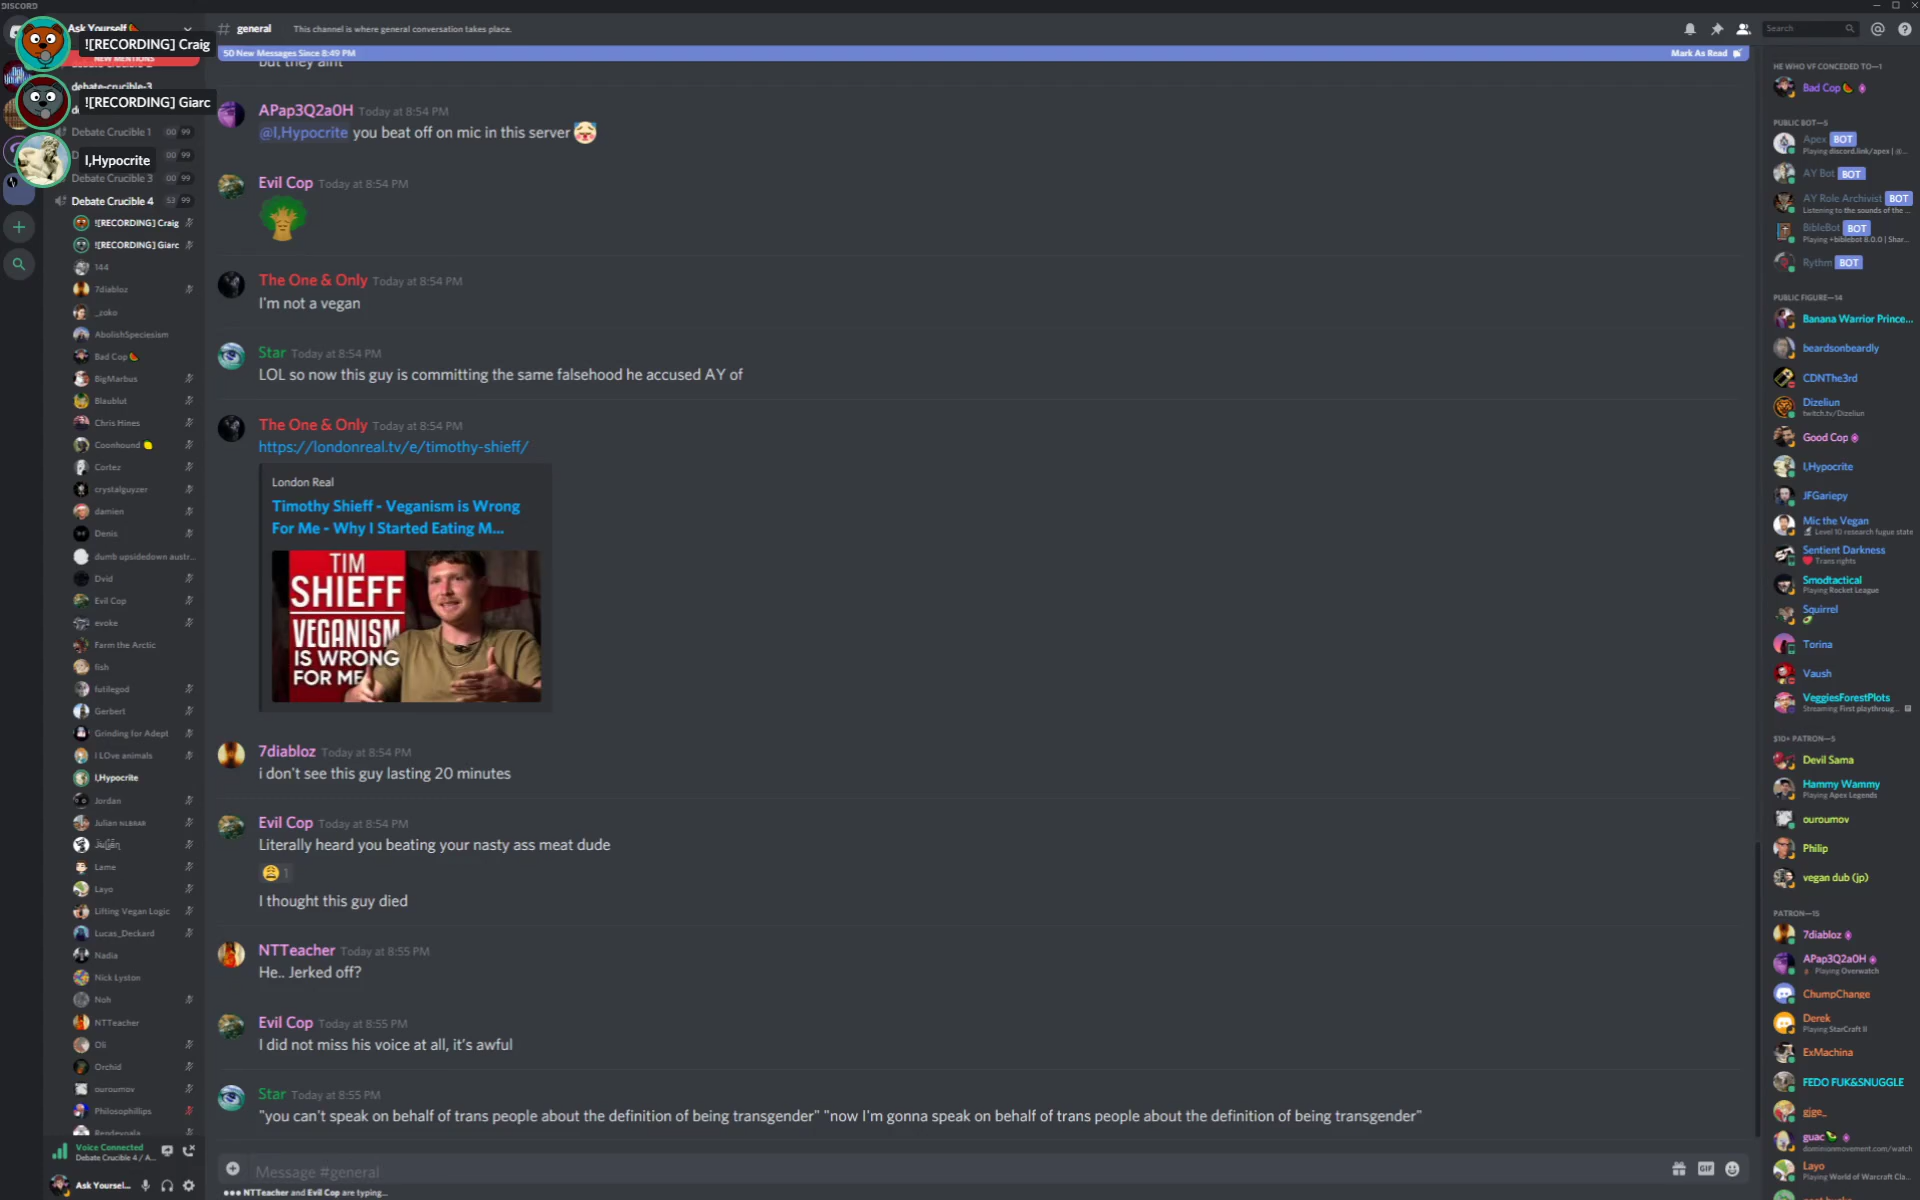 DISCORD
Ask Yourself
![RECORDING] Craig
NEW MENTIONS
debate-crucible-3
![RECORDING] Giarc
Debate Crucible 1 00 99
00 99
I,Hypocrite
Debate Crucible 3 00 99
Debate Crucible 4 53 99
![RECORDING] Craig
![RECORDING] Giarc
144
7diabloz
_zoko
AbolishSpeciesism
Bad Cop
BigMarbus
Blaublut
Chris Hines
Coonhound
Cortez
crystalguyzer
damien
Denis
dumb upsidedown austr...
Dvid
Evil Cop
evoke
Farm the Arctic
fish
futilegod
Gerbert
Grinding for Adept
I LOve animals
I,Hypocrite
Jordan
Julian NLBRAB
Lame
Layo
Lifting Vegan Logic
Lucas_Deckard
Nadia
Nick Lyston
Noh
NTTeacher
Oli
Orchid
ouroumov
Philosophillips
Voice Connected
Debate Crucible 4 / A...
Ask Yoursel...
# general This channel is where general conversation takes place.
Search
50 New Messages Since 8:49 PM Mark As Read
but they aint
APap3Q2a0H Today at 8:54 PM
@I,Hypocrite you beat off on mic in this server
Evil Cop Today at 8:54 PM
The One & Only Today at 8:54 PM
I'm not a vegan
Star Today at 8:54 PM
LOL so now this guy is committing the same falsehood he accused AY of
The One & Only Today at 8:54 PM
https://londonreal.tv/e/timothy-shieff/
London Real
Timothy Shieff - Veganism is Wrong
For Me - Why I Started Eating M...
TIM
SHIEFF
VEGANISM
IS WRONG
FOR ME
7diabloz Today at 8:54 PM
i don't see this guy lasting 20 minutes
Evil Cop Today at 8:54 PM
Literally heard you beating your nasty ass meat dude
1
I thought this guy died
NTTeacher Today at 8:55 PM
He.. Jerked off?
Evil Cop Today at 8:55 PM
I did not miss his voice at all, it's awful
Star Today at 8:55 PM
"you can't speak on behalf of trans people about the definition of being transgender" "now I'm gonna speak on behalf of trans people about the definition of being transgender"
Message #general
GIF
NTTeacher and Evil Cop are typing...
HE WHO VF CONCEDED TO—1
Bad Cop
PUBLIC BOT—5
Apex BOT
Playing discord.link/apex | @...
AY Bot BOT
AY Role Archivist BOT
Listening to the sounds of the ...
BibleBot BOT
Playing +biblebot 8.0.0 | Shar...
Rythm BOT
PUBLIC FIGURE—14
Banana Warrior Prince...
beardsonbeardly
CDNThe3rd
Dizeliun
twitch.tv/Dizeliun
Good Cop
I,Hypocrite
JFGariepy
Mic the Vegan
Level 10 research fugue state
Sentient Darkness
Trans rights
Smodtactical
Playing Rocket League
Squirrel
Torina
Vaush
VeggiesForestPlots
Streaming First playthroug...
$10+ PATRON—5
Devil Sama
Hammy Wammy
Playing Apex Legends
ouroumov
Philip
vegan dub (jp)
PATRON—15
7diabloz
APap3Q2a0H
Playing Overwatch
ChumpChange
Derek
Playing StarCraft II
ExMachina
FEDO FUK&SNUGGLE
gjge_
guac
dominionmovement.com/watch
Layo
Playing World of Warcraft Cla...